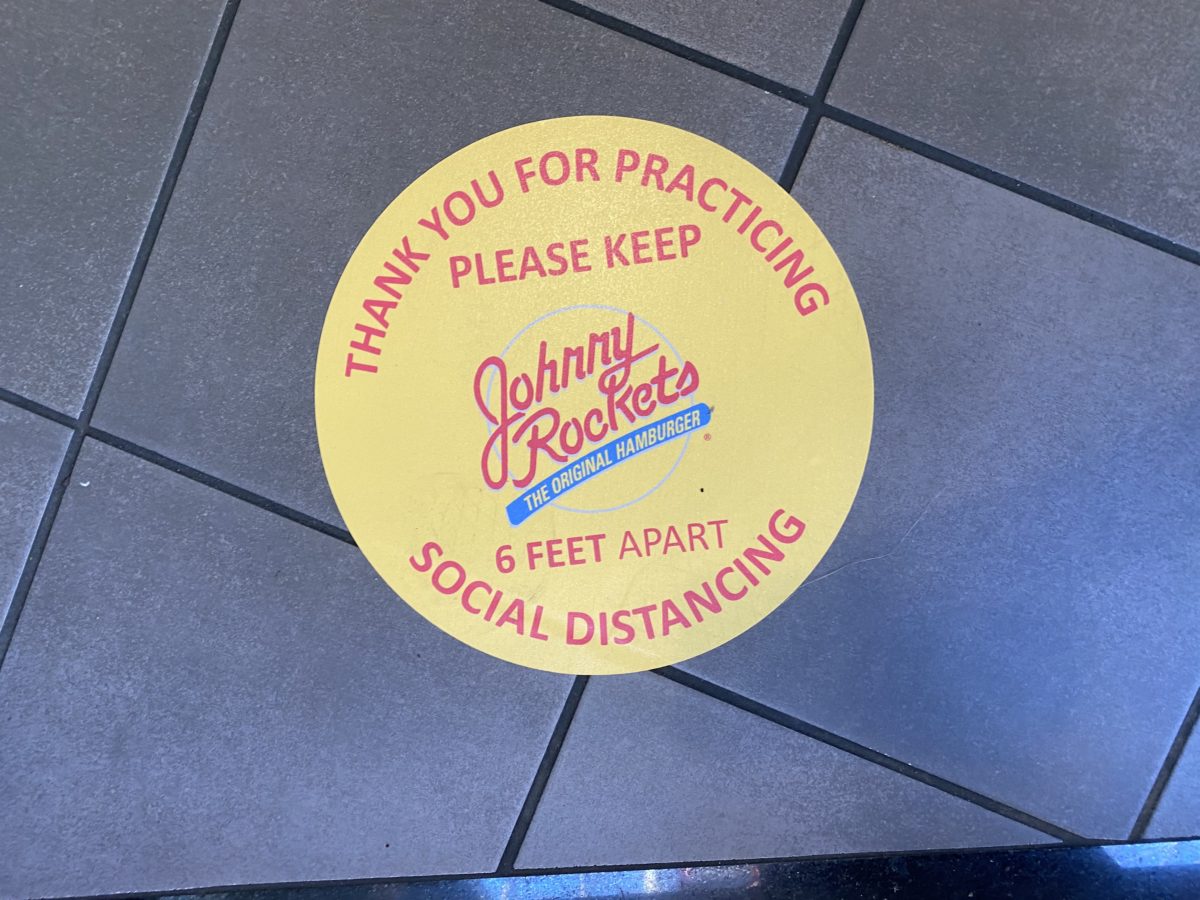 THANK YOU FOR PRACTICING
PLEASE KEEP
Johnny
Rockets
THE ORIGINAL HAMBURGER
®
6 FEET APART
SOCIAL DISTANCING